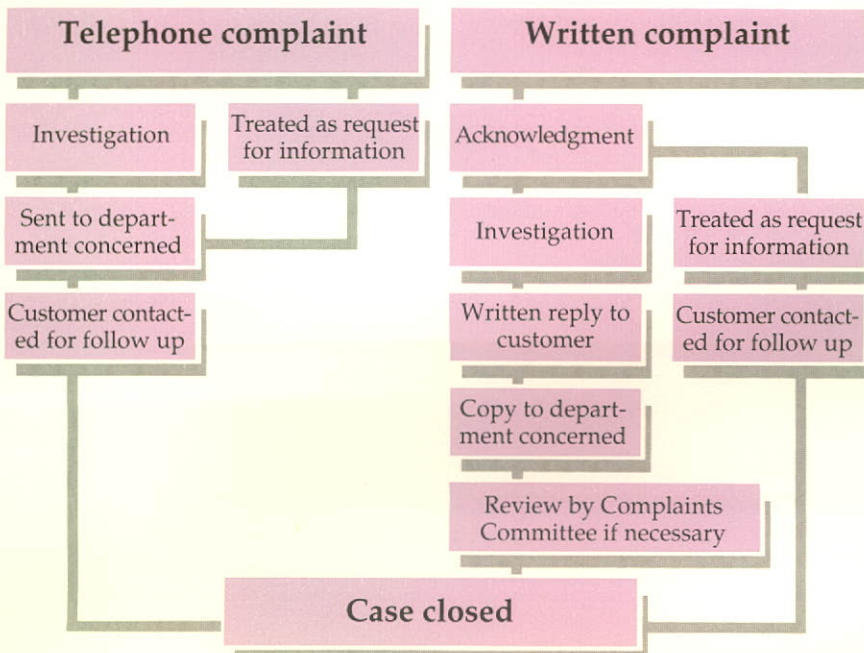 Telephone complaint
Investigation
Treated as request
for information
Sent to depart-
ment concerned
Customer contact-
ed for follow up
Written complaint
Acknowledgment
Investigation
Treated as request
for information
Written reply to
customer
Customer contact-
ed for follow up
Copy to depart-
ment concerned
Review by Complaints
Committee if necessary
Case closed